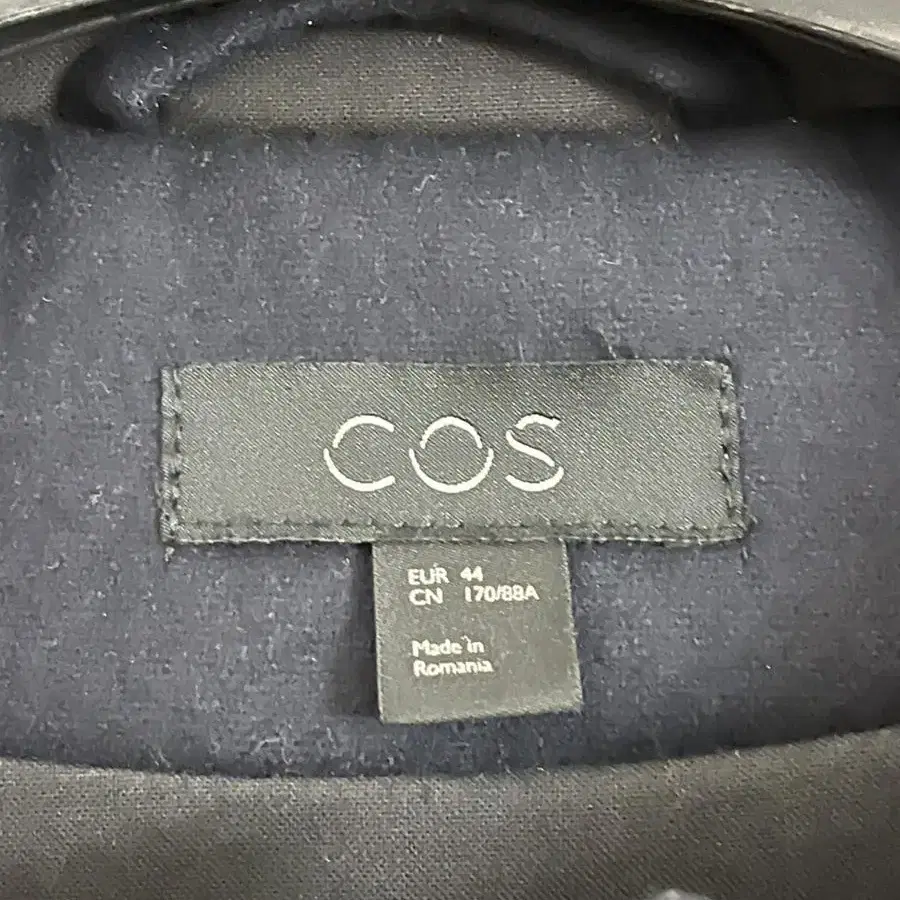 COS
EUR 44
CN 170/88A
Made in
Romania